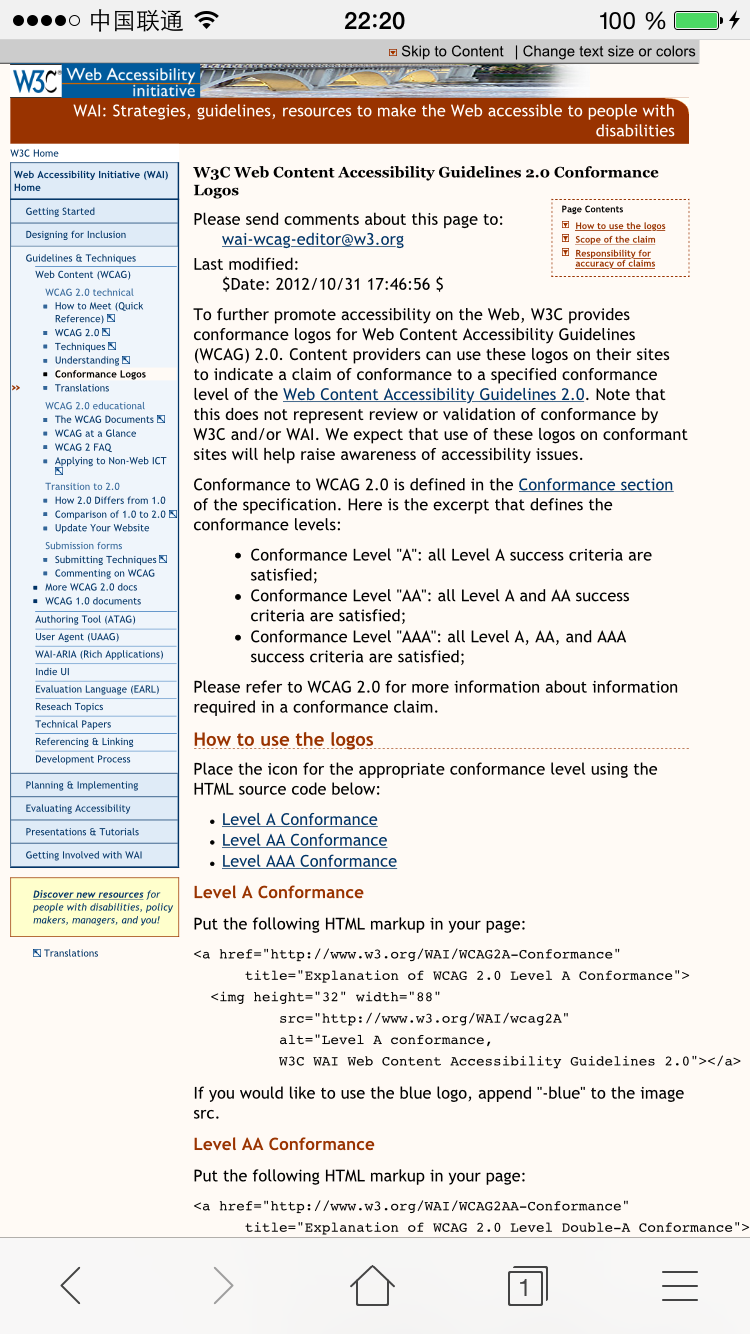 中国联通 22:20 100 %
Skip to Content | Change text size or colors
W3C Web Accessibility
initiative
WAI: Strategies, guidelines, resources to make the Web accessible to people with
disabilities
W3C Home
Web Accessibility Initiative (WAI)
Home
Getting Started
Designing for Inclusion
Guidelines & Techniques
Web Content (WCAG)
WCAG 2.0 technical
How to Meet (Quick
Reference)
WCAG 2.0
Techniques
Understanding
Conformance Logos
Translations
WCAG 2.0 educational
The WCAG Documents
WCAG at a Glance
WCAG 2 FAQ
Applying to Non-Web ICT
Transition to 2.0
How 2.0 Differs from 1.0
Comparison of 1.0 to 2.0
Update Your Website
Submission forms
Submitting Techniques
Commenting on WCAG
More WCAG 2.0 docs
WCAG 1.0 documents
Authoring Tool (ATAG)
User Agent (UAAG)
WAI-ARIA (Rich Applications)
Indie UI
Evaluation Language (EARL)
Reseach Topics
Technical Papers
Referencing & Linking
Development Process
Planning & Implementing
Evaluating Accessibility
Presentations & Tutorials
Getting Involved with WAI
Discover new resources for
people with disabilities, policy
makers, managers, and you!
Translations
W3C Web Content Accessibility Guidelines 2.0 Conformance
Logos
Please send comments about this page to:
wai-wcag-editor@w3.org
Last modified:
$Date: 2012/10/31 17:46:56 $
Page Contents
How to use the logos
Scope of the claim
Responsibility for
accuracy of claims
To further promote accessibility on the Web, W3C provides
conformance logos for Web Content Accessibility Guidelines
(WCAG) 2.0. Content providers can use these logos on their sites
to indicate a claim of conformance to a specified conformance
level of the Web Content Accessibility Guidelines 2.0. Note that
this does not represent review or validation of conformance by
W3C and/or WAI. We expect that use of these logos on conformant
sites will help raise awareness of accessibility issues.
Conformance to WCAG 2.0 is defined in the Conformance section
of the specification. Here is the excerpt that defines the
conformance levels:
• Conformance Level "A": all Level A success criteria are
satisfied;
• Conformance Level "AA": all Level A and AA success
criteria are satisfied;
• Conformance Level "AAA": all Level A, AA, and AAA
success criteria are satisfied;
Please refer to WCAG 2.0 for more information about information
required in a conformance claim.
How to use the logos
Place the icon for the appropriate conformance level using the
HTML source code below:
• Level A Conformance
• Level AA Conformance
• Level AAA Conformance
Level A Conformance
Put the following HTML markup in your page:
<a href="http://www.w3.org/WAI/WCAG2A-Conformance"
title="Explanation of WCAG 2.0 Level A Conformance">
<img height="32" width="88"
src="http://www.w3.org/WAI/wcag2A"
alt="Level A conformance,
W3C WAI Web Content Accessibility Guidelines 2.0"></a>
If you would like to use the blue logo, append "-blue" to the image
src.
Level AA Conformance
Put the following HTML markup in your page:
<a href="http://www.w3.org/WAI/WCAG2AA-Conformance"
title="Explanation of WCAG 2.0 Level Double-A Conformance">
1